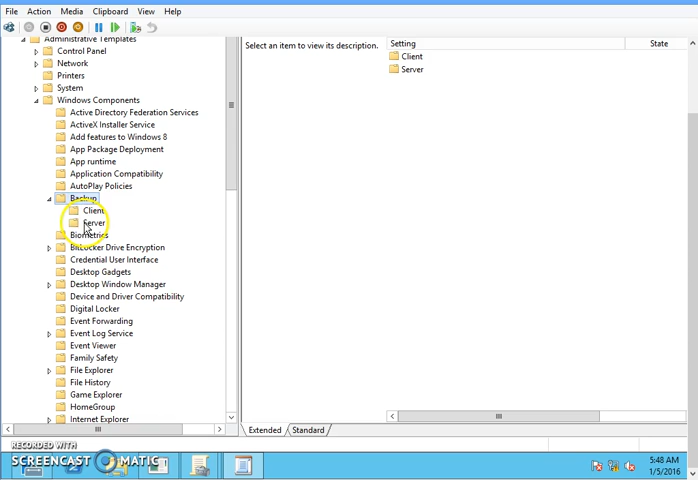 File Action Media Clipboard View Help
Administrative Templates
Control Panel
Network
Printers
System
Windows Components
Active Directory Federation Services
ActiveX Installer Service
Add features to Windows 8
App Package Deployment
App runtime
Application Compatibility
AutoPlay Policies
Backup
Client
Server
Biometrics
BitLocker Drive Encryption
Credential User Interface
Desktop Gadgets
Desktop Window Manager
Device and Driver Compatibility
Digital Locker
Event Forwarding
Event Log Service
Event Viewer
Family Safety
File Explorer
File History
Game Explorer
HomeGroup
Internet Explorer
Select an item to view its description.
Setting State
Client
Server
Extended Standard
RECORDED WITH
SCREENCAST MATIC
5:48 AM
1/5/2016